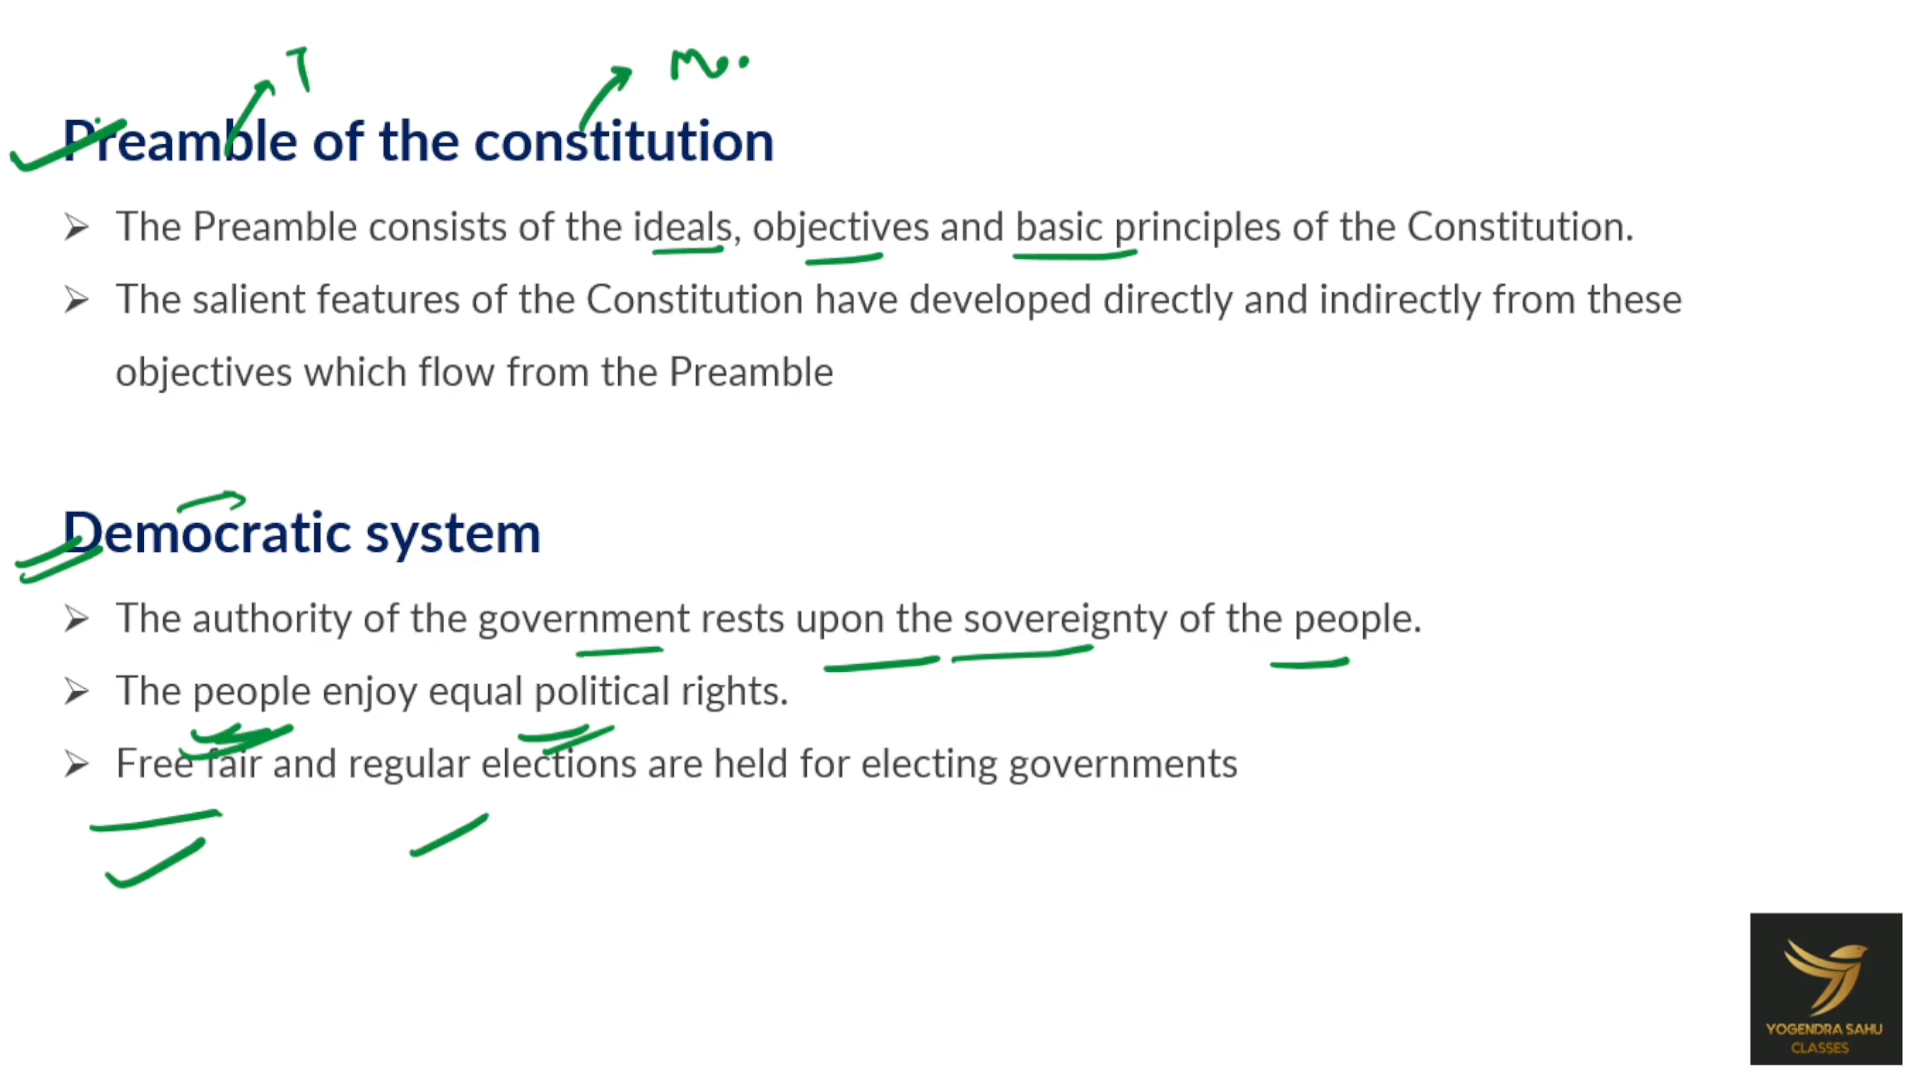 Preamble of the constitution
➢ The Preamble consists of the ideals, objectives and basic principles of the Constitution.
➢ The salient features of the Constitution have developed directly and indirectly from these
objectives which flow from the Preamble
Democratic system
➢ The authority of the government rests upon the sovereignty of the people.
➢ The people enjoy equal political rights.
➢ Free fair and regular elections are held for electing governments
YOGENDRA SAHU
CLASSES